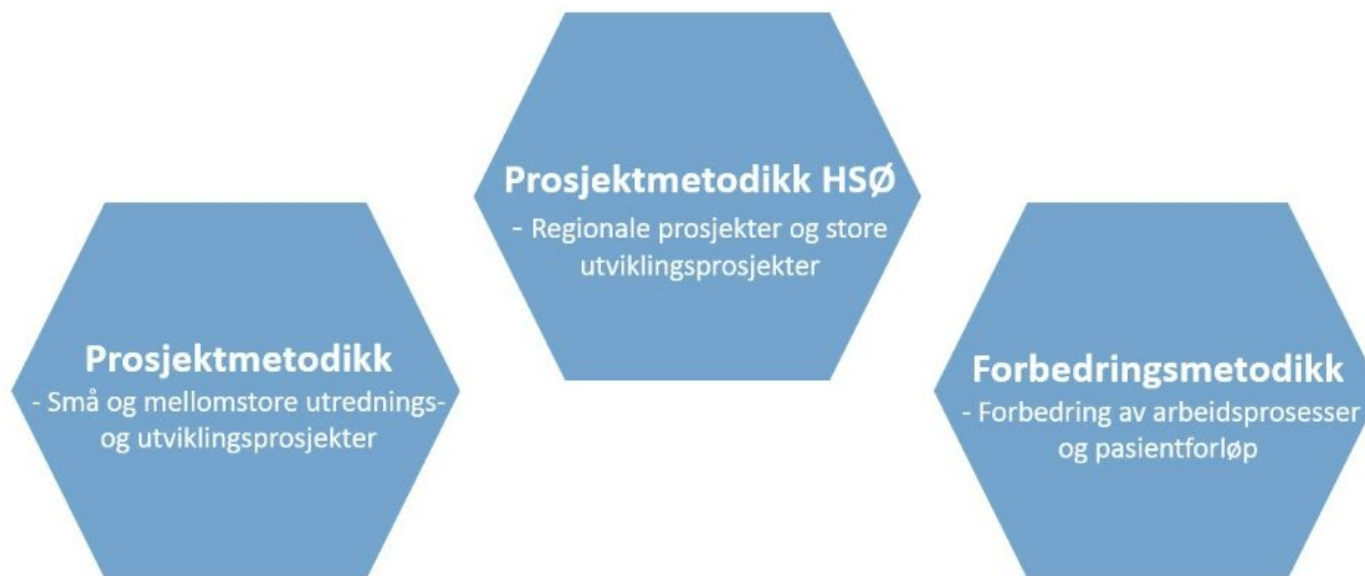 Prosjektmetodikk HSØ
- Regionale prosjekter og store
utviklingsprosjekter
Prosjektmetodikk
- Små og mellomstore utrednings-
og utviklingsprosjekter
Forbedringsmetodikk
- Forbedring av arbeidsprosesser
og pasientforløp